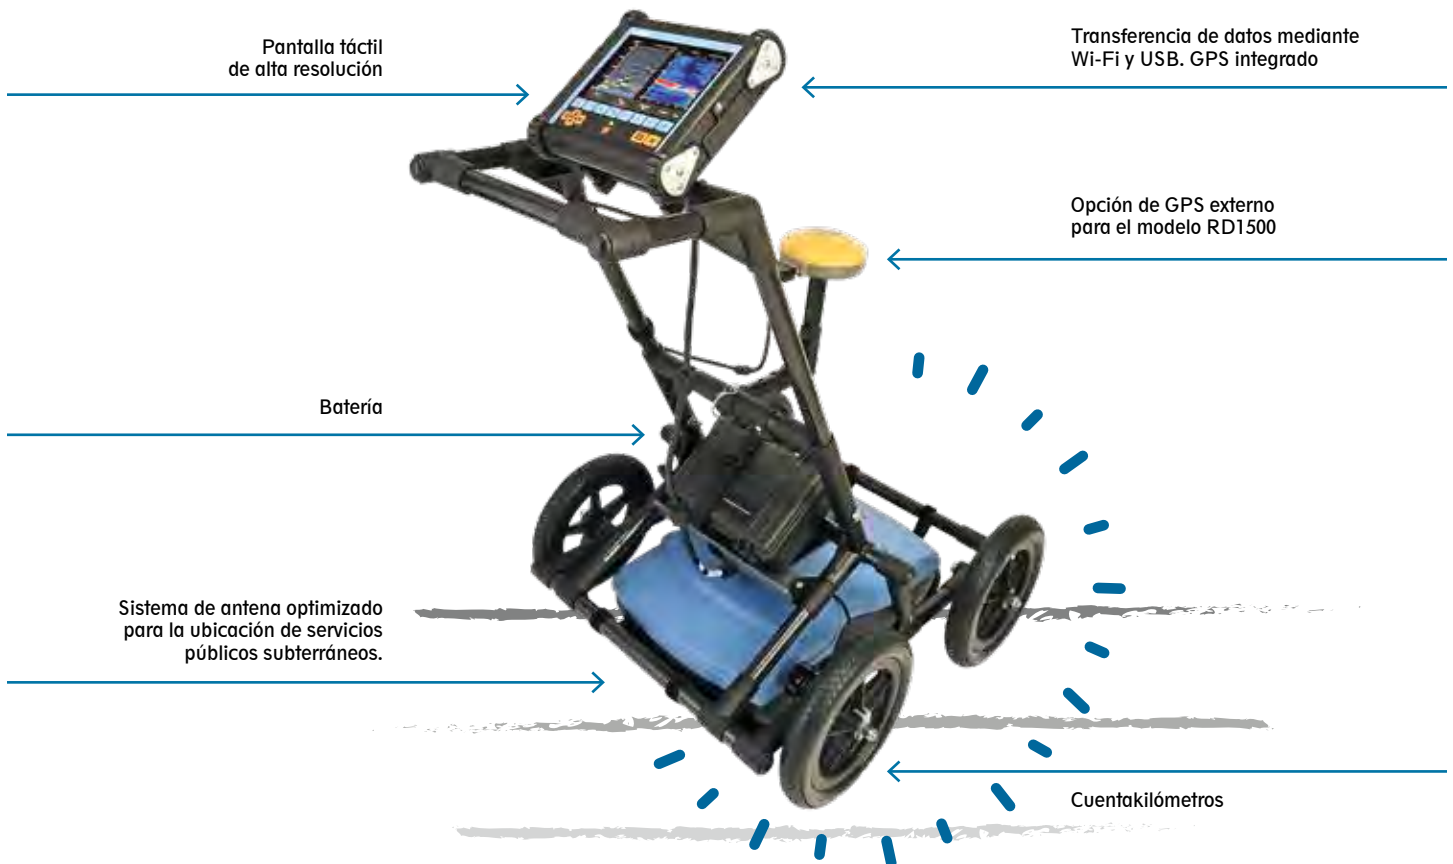 Pantalla táctil
de alta resolución
Transferencia de datos mediante
Wi-Fi y USB. GPS integrado
Opción de GPS externo
para el modelo RD1500
Batería
Sistema de antena optimizado
para la ubicación de servicios
públicos subterráneos.
Cuentakilómetros